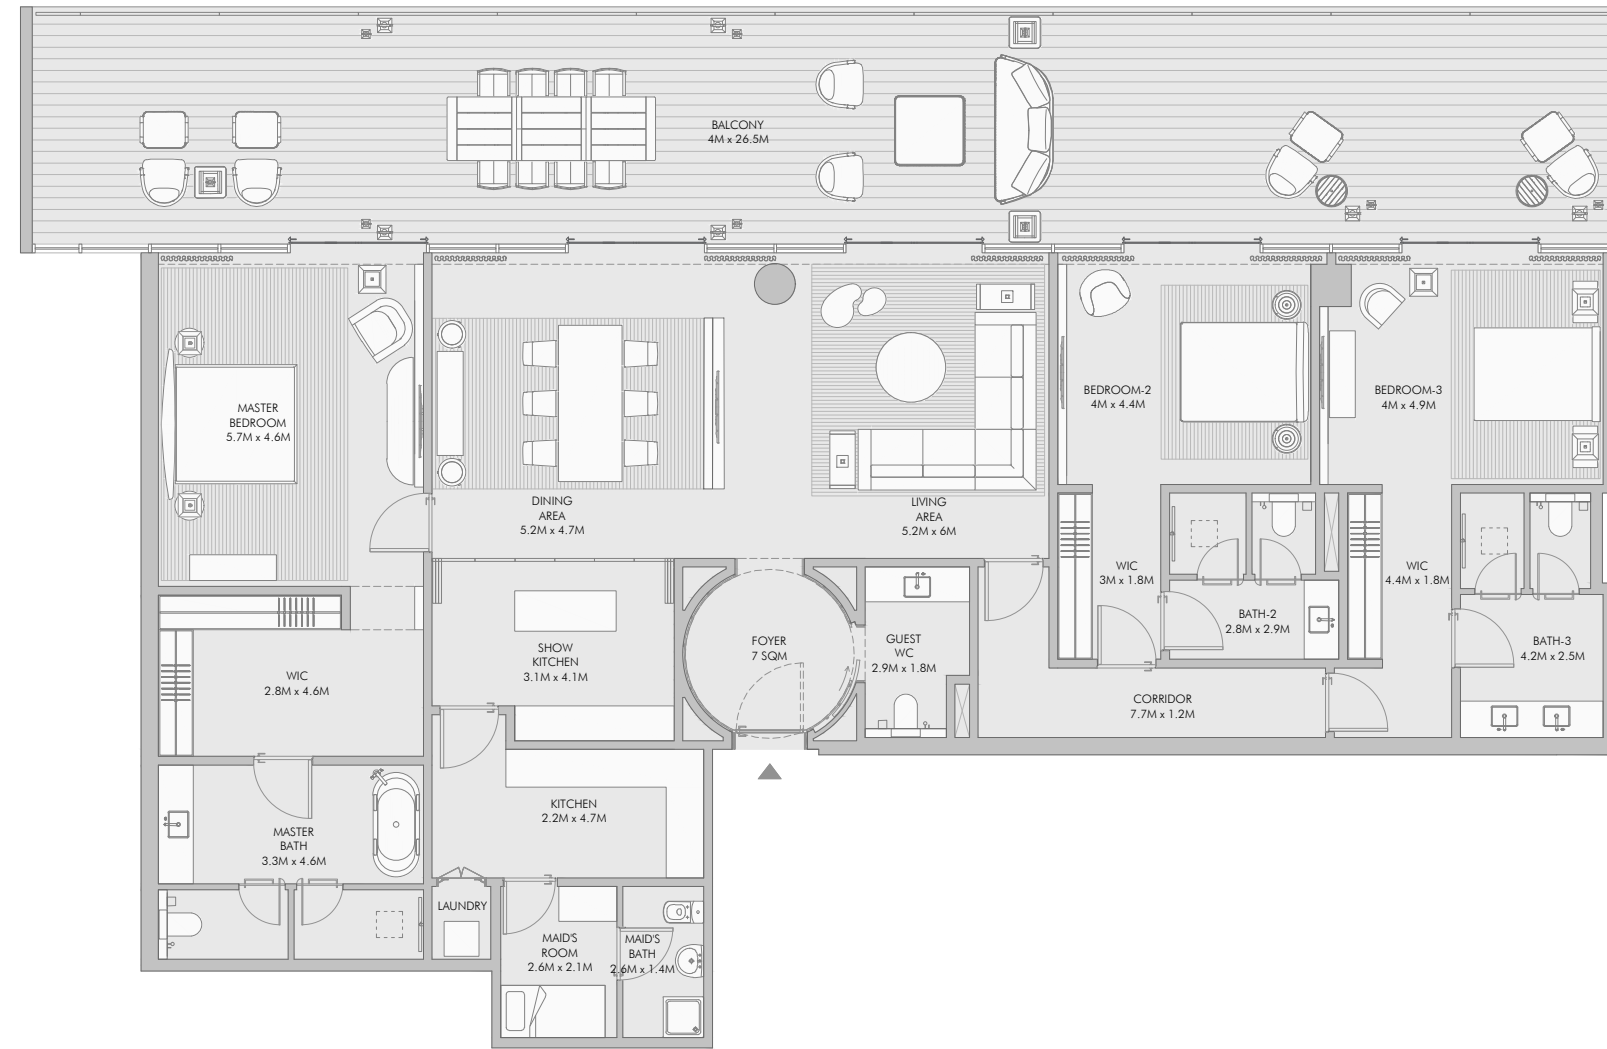 BALCONY
4M x 26.5M
MASTER
BEDROOM
5.7M x 4.6M
BEDROOM-2
4M x 4.4M
BEDROOM-3
4M x 4.9M
DINING
AREA
5.2M x 4.7M
LIVING
AREA
5.2M x 6M
WIC
3M x 1.8M
WIC
4.4M x 1.8M
BATH-2
2.8M x 2.9M
BATH-3
4.2M x 2.5M
SHOW
KITCHEN
3.1M x 4.1M
FOYER
7 SQM
GUEST
WC
2.9M x 1.8M
WIC
2.8M x 4.6M
CORRIDOR
7.7M x 1.2M
KITCHEN
2.2M x 4.7M
MASTER
BATH
3.3M x 4.6M
LAUNDRY
MAID'S
ROOM
2.6M x 2.1M
MAID'S
BATH
2.6M x 1.4M